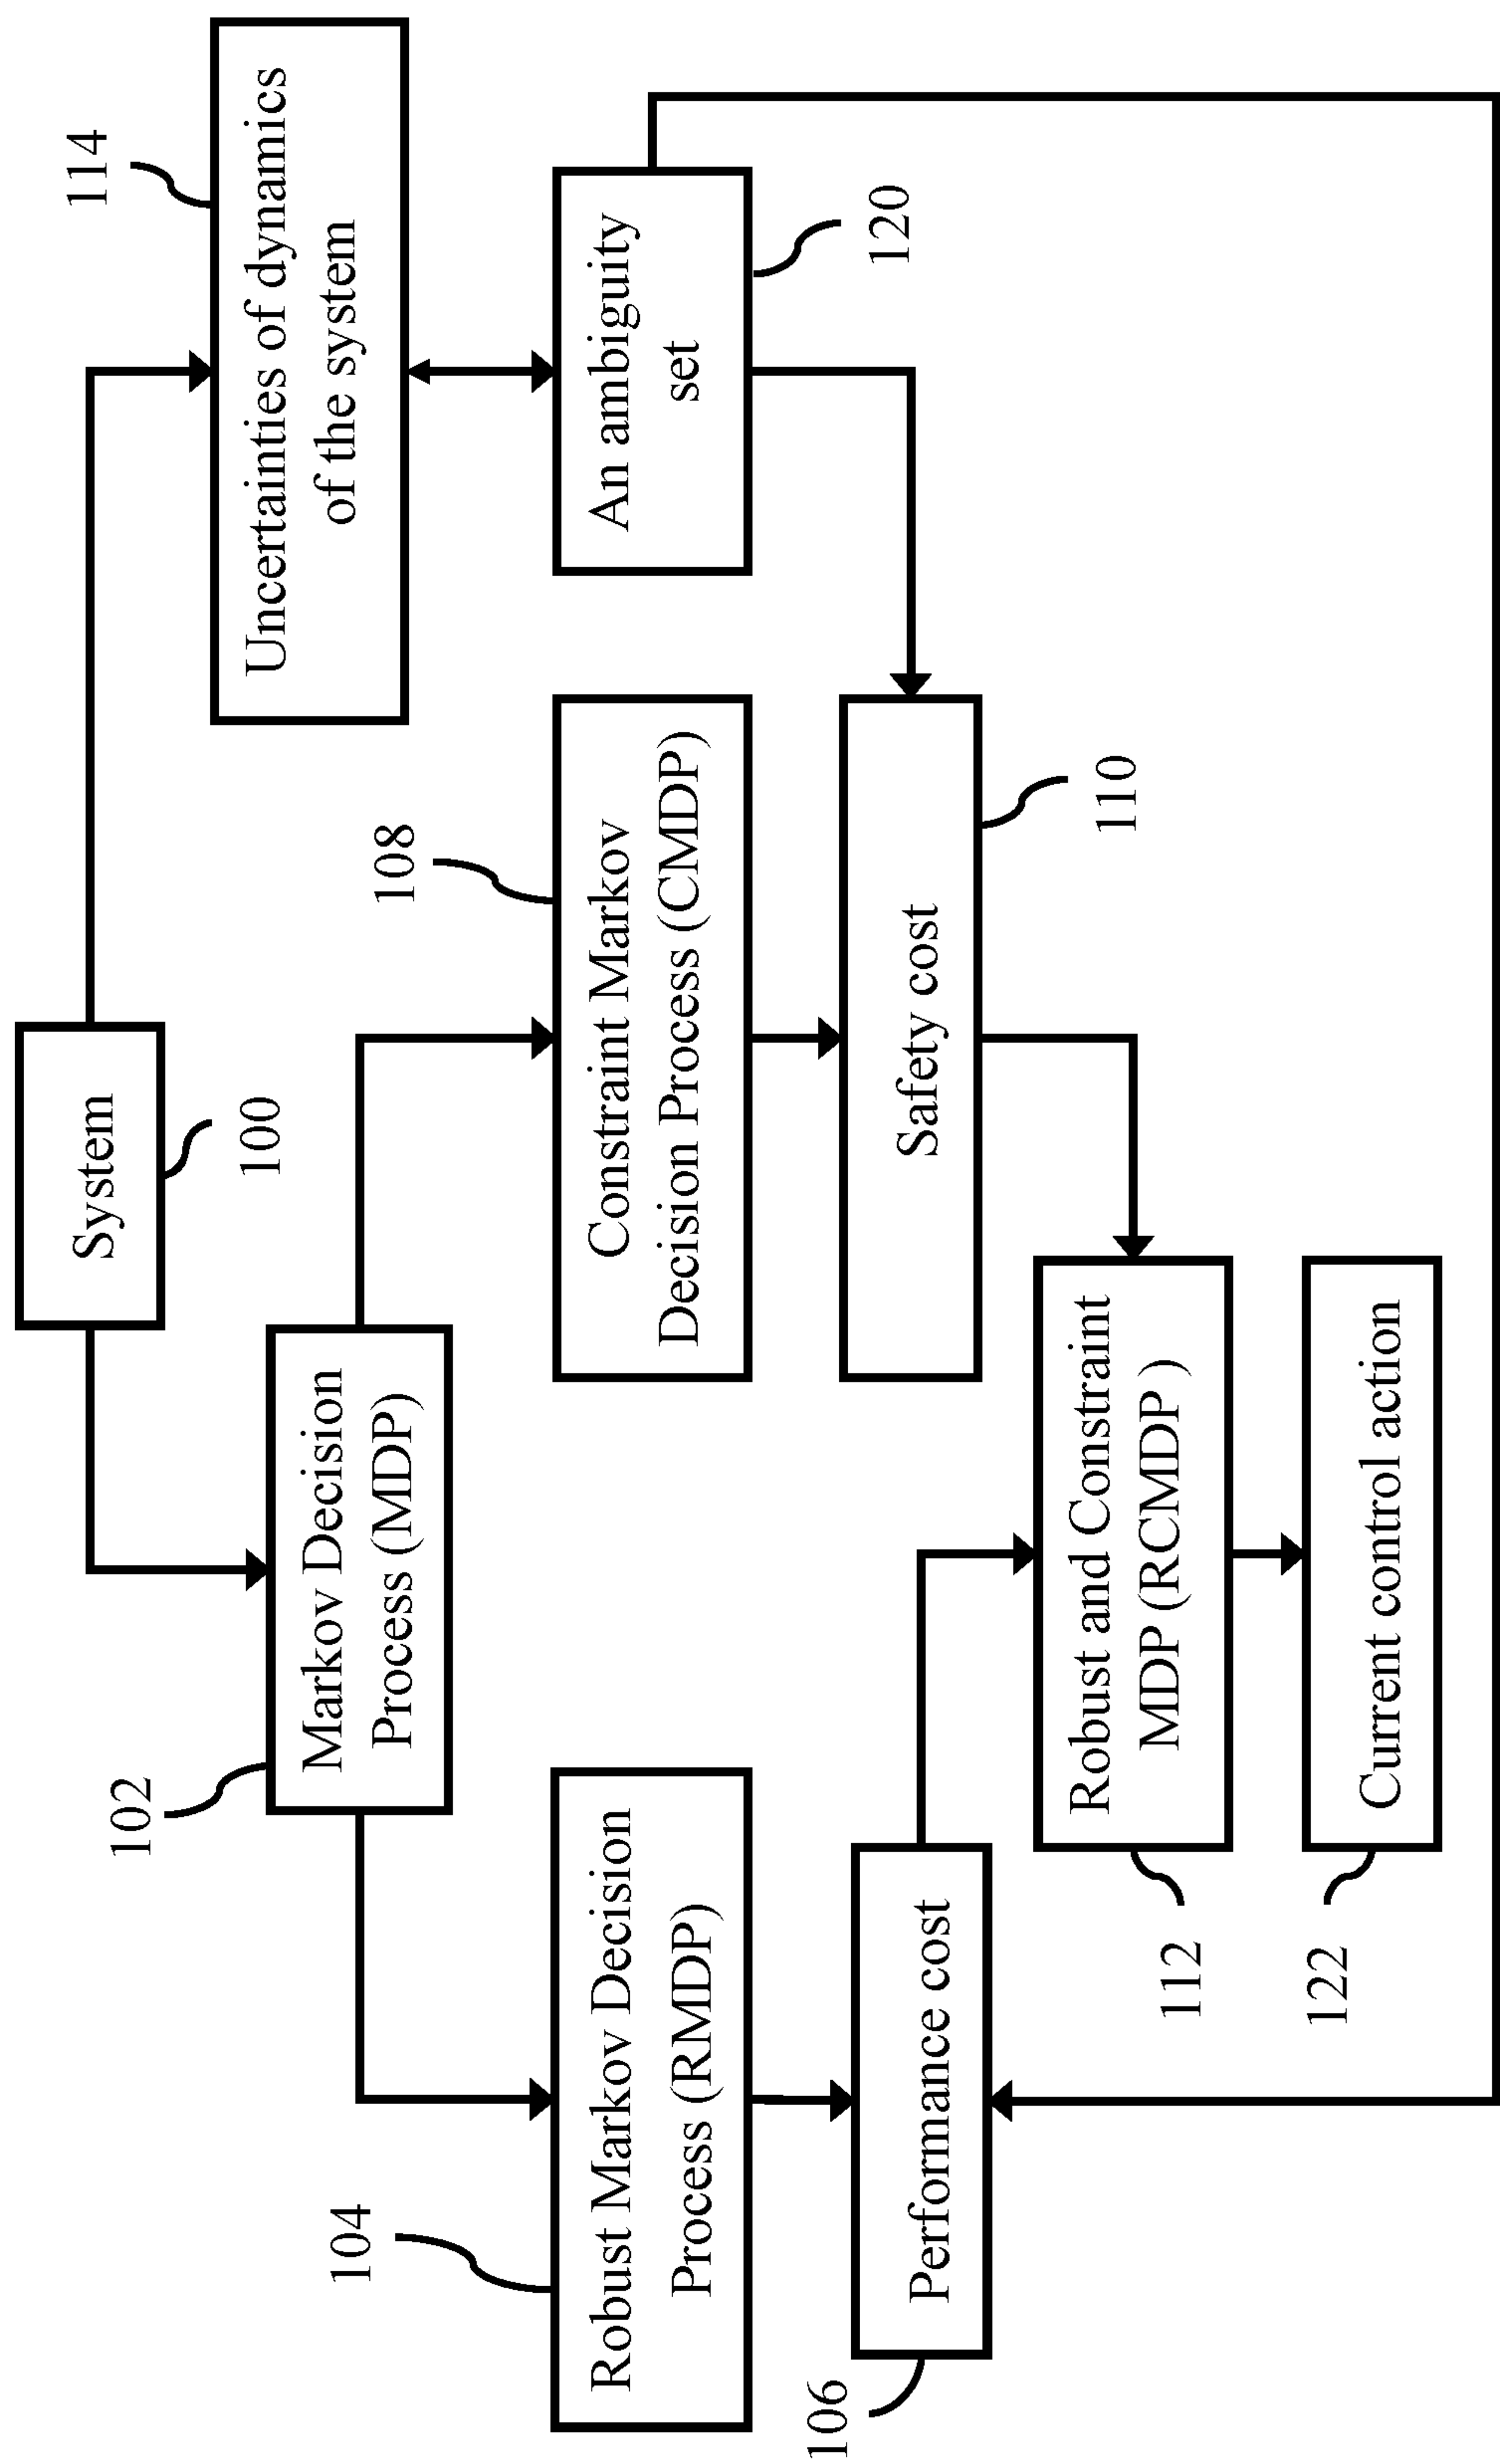 System
100
114
Uncertainties of dynamics
of the system
102
Markov Decision
Process (MDP)
104
Robust Markov Decision
Process (RMDP)
108
Constraint Markov
Decision Process (CMDP)
An ambiguity
set
120
106
Performance cost
Safety cost
110
Robust and Constraint
MDP (RCMDP )
112
Current control action
122